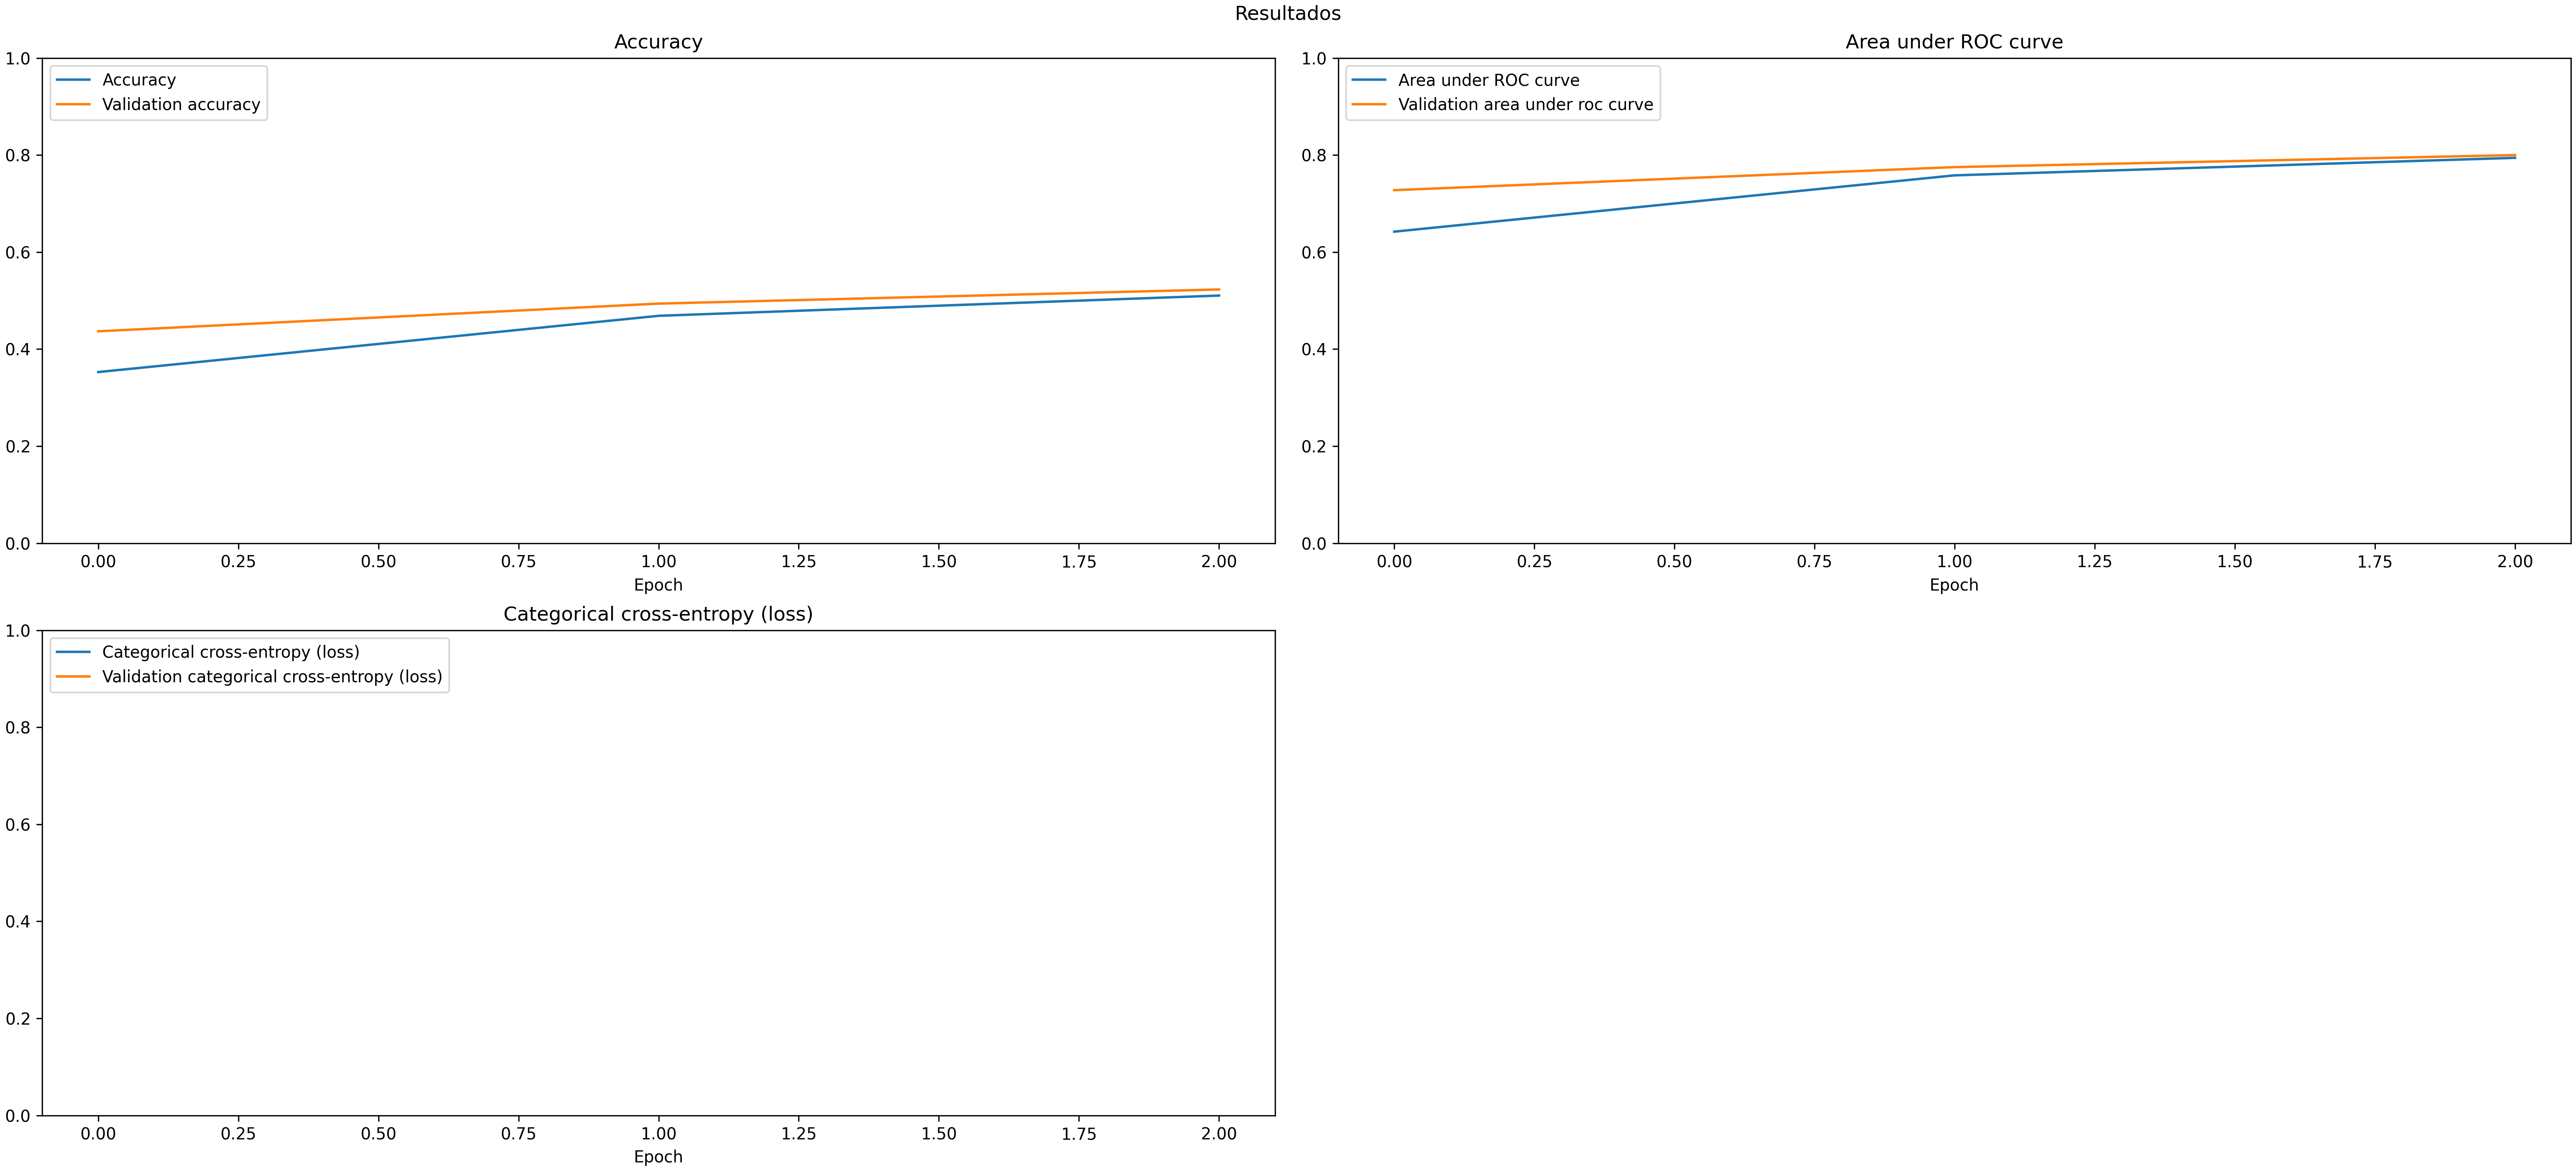 Resultados
Accuracy
1.0
0.8
0.6
0.4
0.2
0.0
Accuracy
Validation accuracy
0.00 0.25 0.50 0.75 1.00 1.25 1.50 1.75 2.00
Epoch
Area under ROC curve
1.0
0.8
0.6
0.4
0.2
0.0
Area under ROC curve
Validation area under roc curve
0.00 0.25 0.50 0.75 1.00 1.25 1.50 1.75 2.00
Epoch
Categorical cross-entropy (loss)
1.0
0.8
0.6
0.4
0.2
0.0
Categorical cross-entropy (loss)
Validation categorical cross-entropy (loss)
0.00 0.25 0.50 0.75 1.00 1.25 1.50 1.75 2.00
Epoch